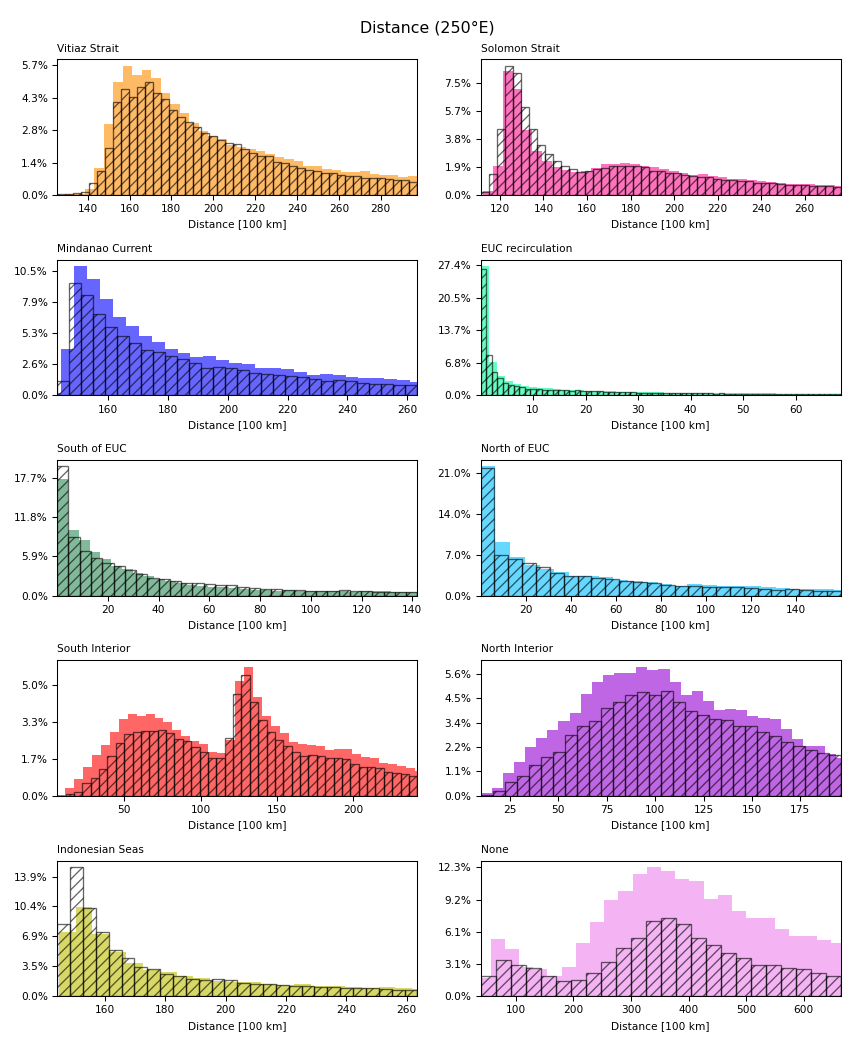 Distance (250°E)
Vitiaz Strait
5.7%
4.3%
2.8%
1.4%
0.0%
140 160 180 200 220 240 260 280
Distance [100 km]
Solomon Strait
7.5%
5.7%
3.8%
1.9%
0.0%
120 140 160 180 200 220 240 260
Distance [100 km]
Mindanao Current
10.5%
7.9%
5.3%
2.6%
0.0%
160 180 200 220 240 260
Distance [100 km]
EUC recirculation
27.4%
20.5%
13.7%
6.8%
0.0%
10 20 30 40 50 60
Distance [100 km]
South of EUC
17.7%
11.8%
5.9%
0.0%
20 40 60 80 100 120 140
Distance [100 km]
North of EUC
21.0%
14.0%
7.0%
0.0%
20 40 60 80 100 120 140
Distance [100 km]
South Interior
5.0%
3.3%
1.7%
0.0%
50 100 150 200
Distance [100 km]
North Interior
5.6%
4.5%
3.4%
2.2%
1.1%
0.0%
25 50 75 100 125 150 175
Distance [100 km]
Indonesian Seas
13.9%
10.4%
6.9%
3.5%
0.0%
160 180 200 220 240 260
Distance [100 km]
None
12.3%
9.2%
6.1%
3.1%
0.0%
100 200 300 400 500 600
Distance [100 km]